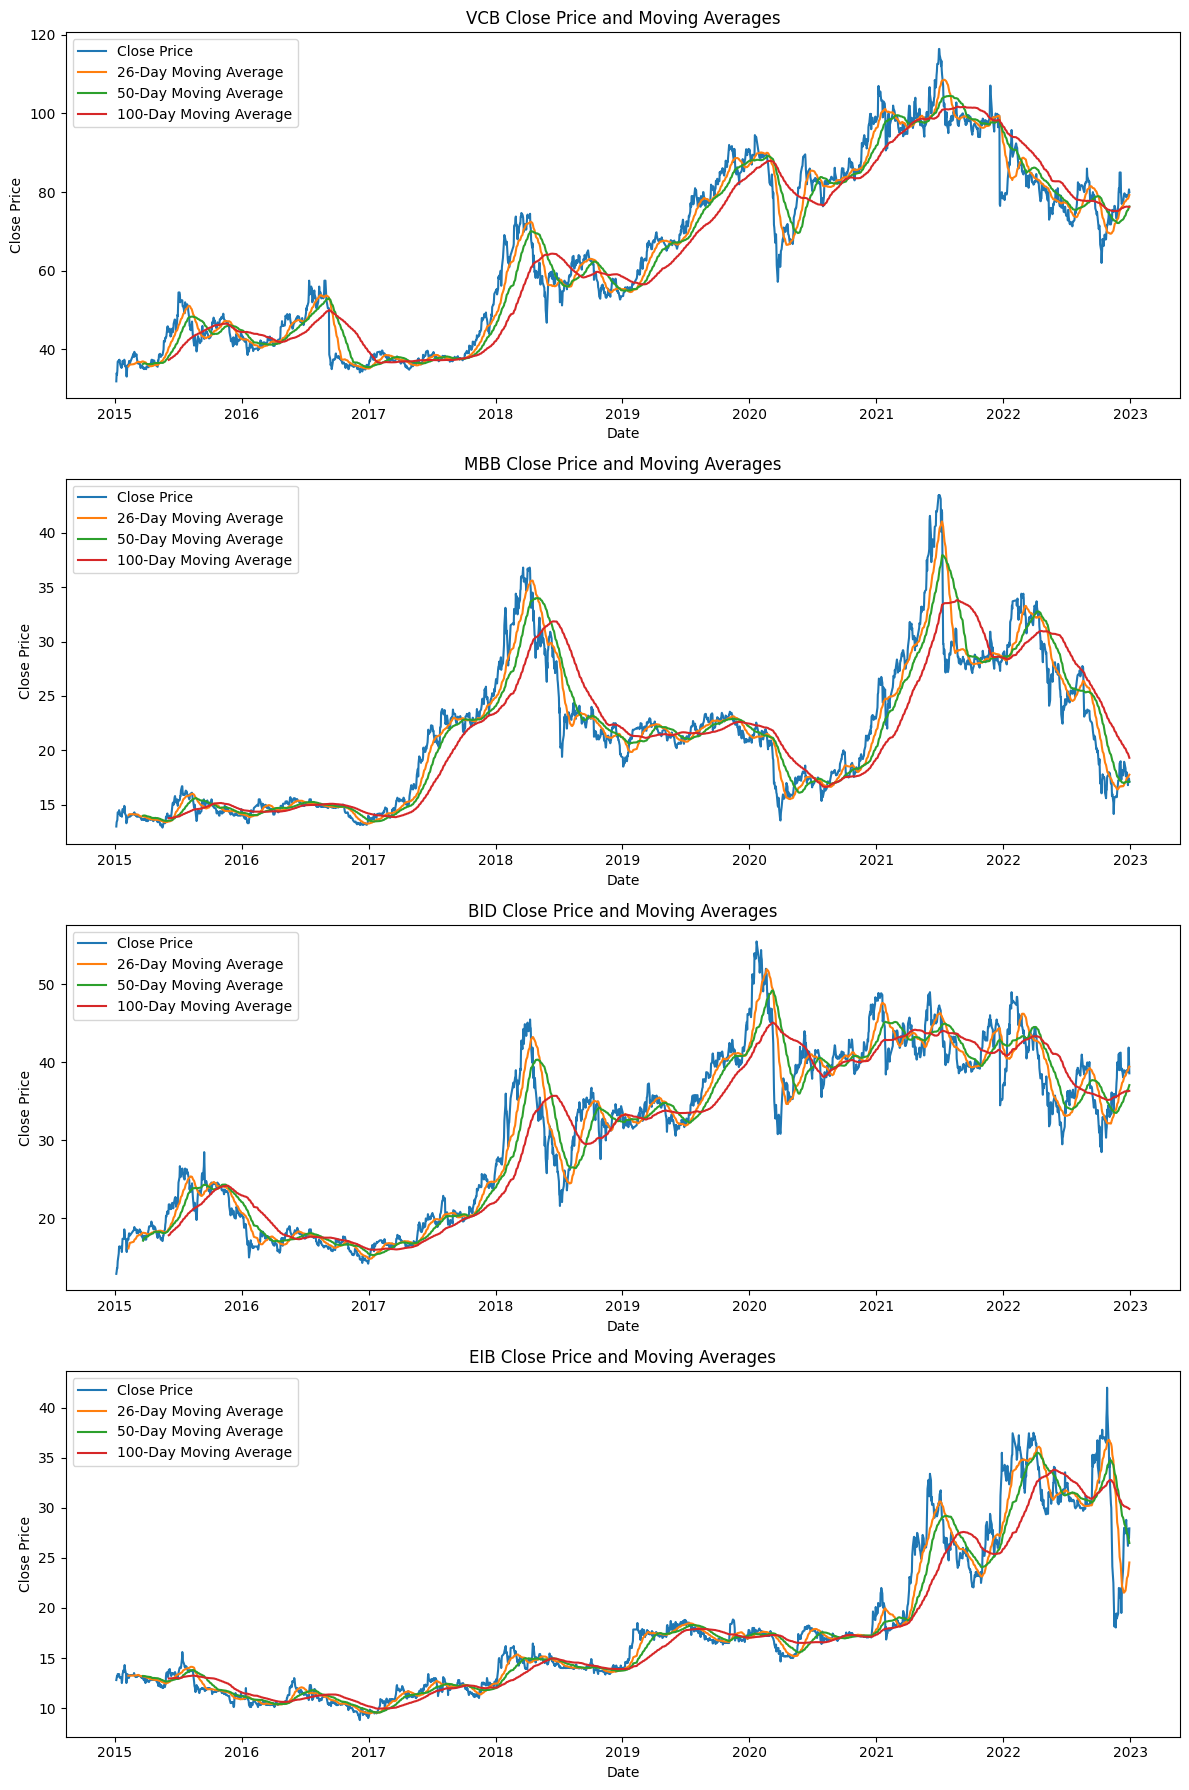 VCB Close Price and Moving Averages
Close Price
26-Day Moving Average
50-Day Moving Average
100-Day Moving Average
120
100
80
60
40
Close Price
2015 2016 2017 2018 2019 2020 2021 2022 2023
Date
MBB Close Price and Moving Averages
Close Price
26-Day Moving Average
50-Day Moving Average
100-Day Moving Average
40
35
30
25
20
15
Close Price
2015 2016 2017 2018 2019 2020 2021 2022 2023
Date
BID Close Price and Moving Averages
Close Price
26-Day Moving Average
50-Day Moving Average
100-Day Moving Average
50
40
30
20
Close Price
2015 2016 2017 2018 2019 2020 2021 2022 2023
Date
EIB Close Price and Moving Averages
Close Price
26-Day Moving Average
50-Day Moving Average
100-Day Moving Average
40
35
30
25
20
15
10
Close Price
2015 2016 2017 2018 2019 2020 2021 2022 2023
Date